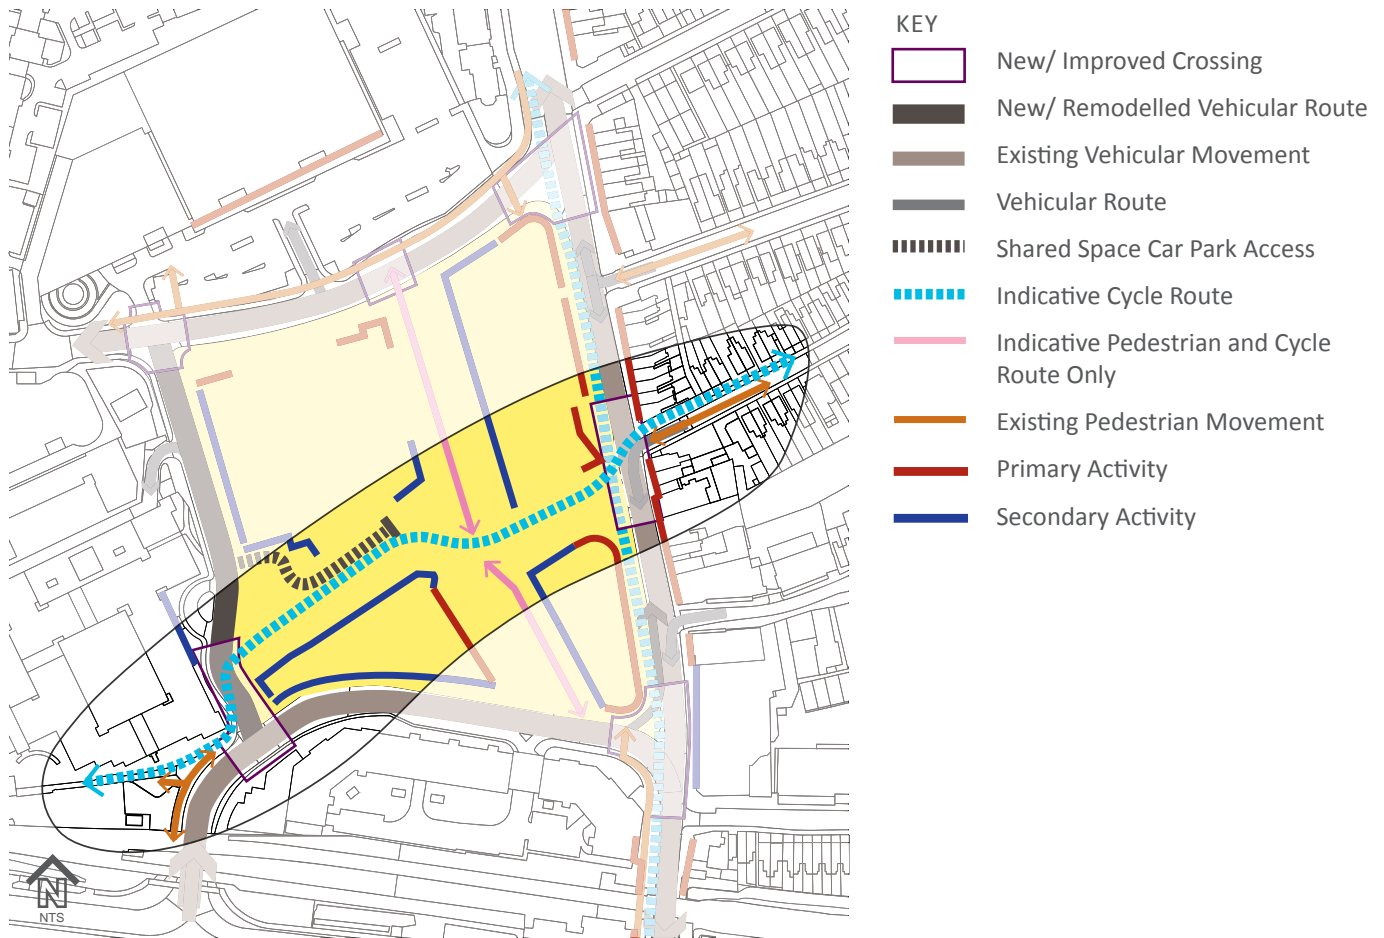 KEY
New/ Improved Crossing
New/ Remodelled Vehicular Route
Existing Vehicular Movement
Vehicular Route
Shared Space Car Park Access
Indicative Cycle Route
Indicative Pedestrian and Cycle
Route Only
Existing Pedestrian Movement
Primary Activity
Secondary Activity
N
NTS